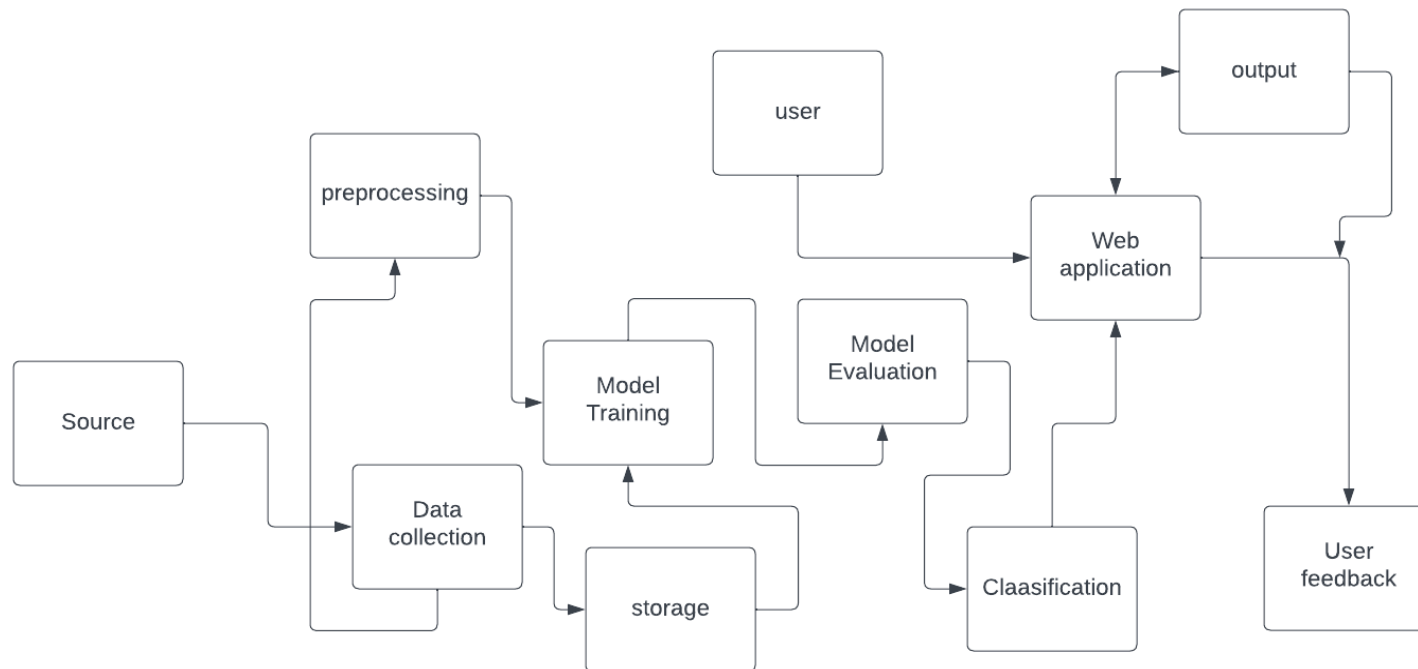 output
user
preprocessing
Web
application
Model
Evaluation
Model
Training
Source
Data
collection
User
feedback
Claasification
storage